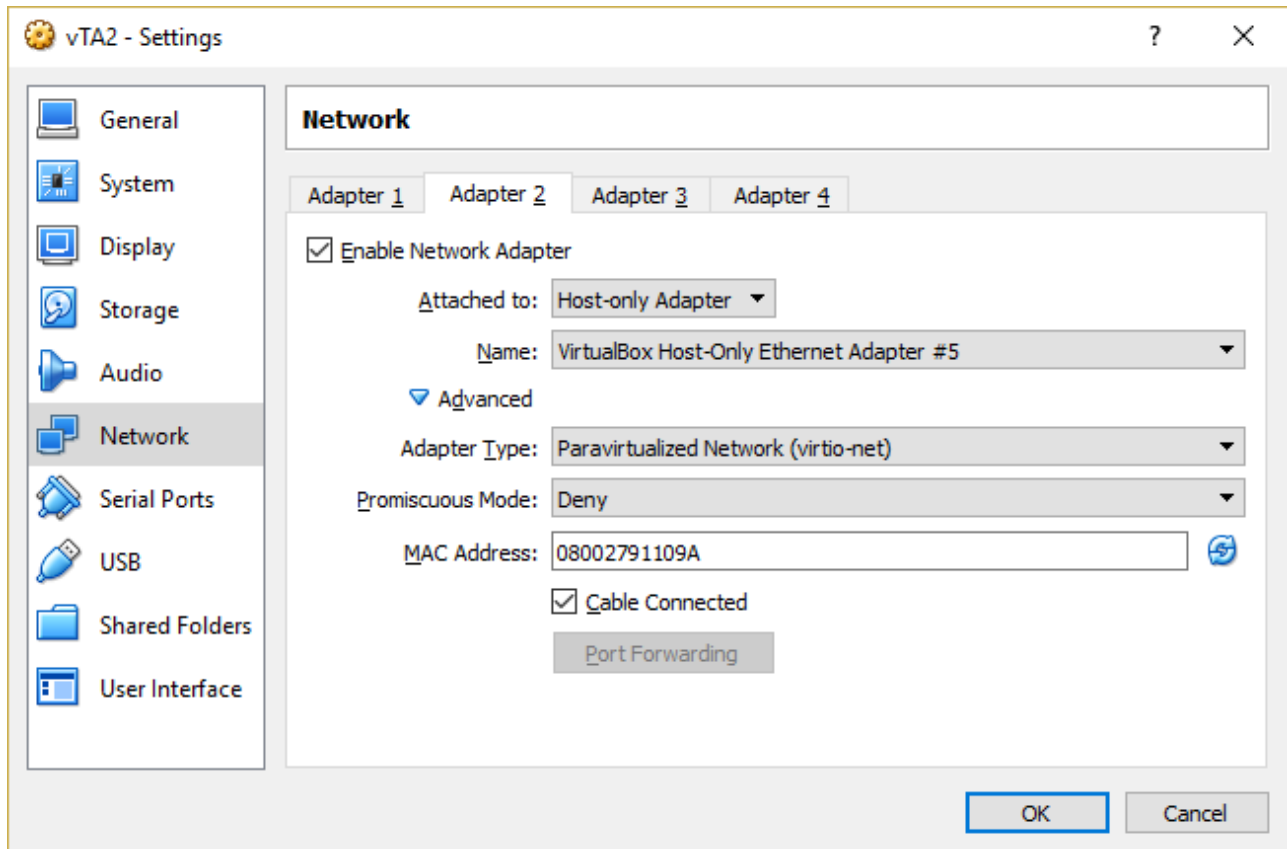 vTA2 - Settings
?
General
System
Display
Storage
Audio
Network
Serial Ports
USB
Shared Folders
User Interface
Network
Adapter 1 Adapter 2 Adapter 3 Adapter 4
Enable Network Adapter
Attached to: Host-only Adapter
Name: VirtualBox Host-Only Ethernet Adapter #5
Advanced
Adapter Type: Paravirtualized Network (virtio-net)
Promiscuous Mode: Deny
MAC Address: 08002791109A
Cable Connected
Port Forwarding
OK Cancel